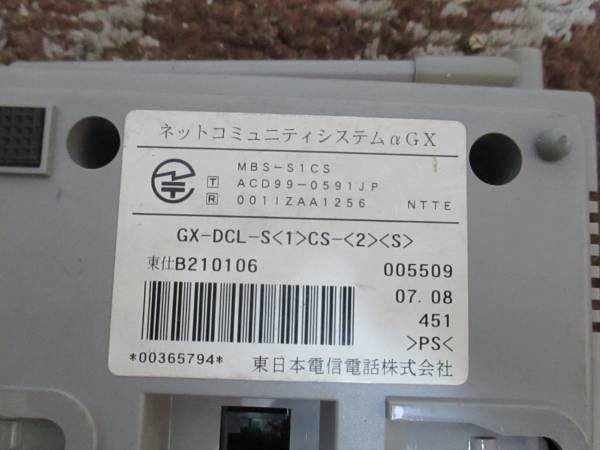 ネットコミュニティシステムαGX
MBS-S1CS
T ACD99-0591JP
R 001IZAA1256 NTTE
GX-DCL-S<1>CS-<2><S>
東仕B210106 005509
07.08
451
>PS<
*00365794* 東日本電信電話株式会社